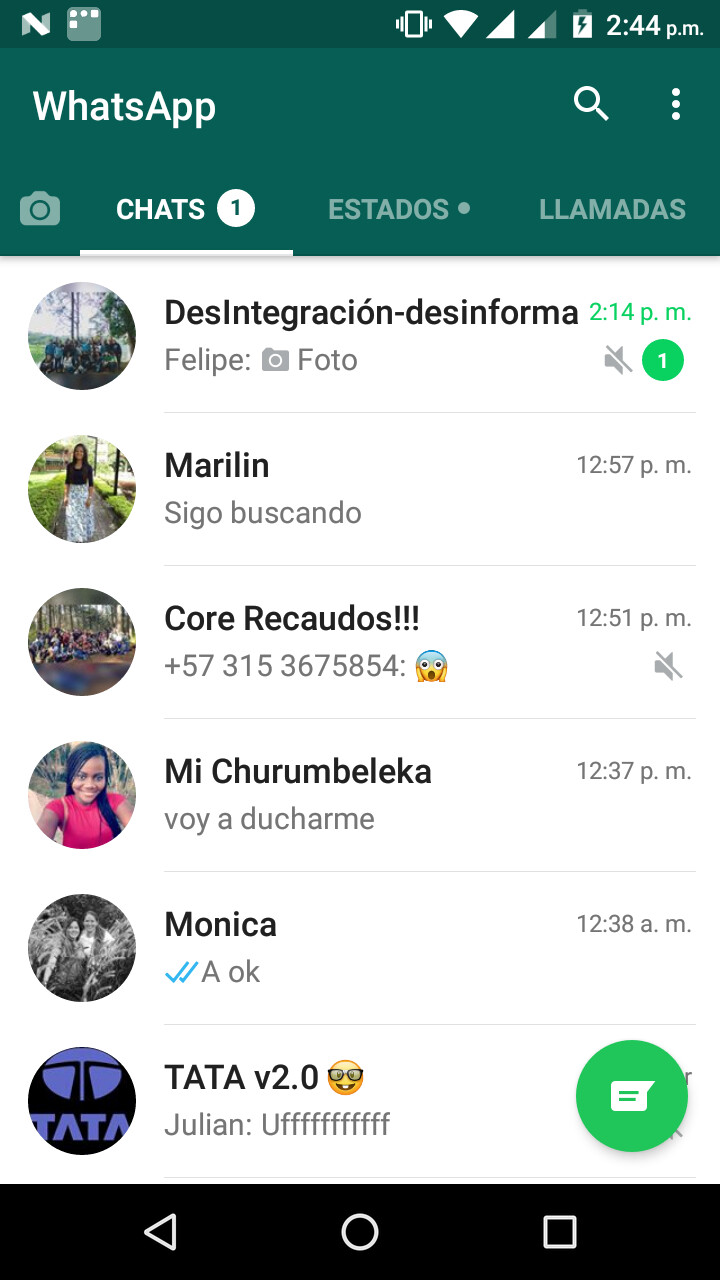 2:44 p.m.
WhatsApp
CHATS 1
ESTADOS
LLAMADAS
DesIntegración-desinforma 2:14 p. m.
Felipe: Foto 1
Marilin 12:57 p. m.
Sigo buscando
Core Recaudos!!! 12:51 p. m.
+57 315 3675854: 😱
Mi Churumbeleka 12:37 p. m.
voy a ducharme
Monica 12:38 a. m.
A ok
TATA v2.0 🤓
Julian: Uffffffffffff
TATA